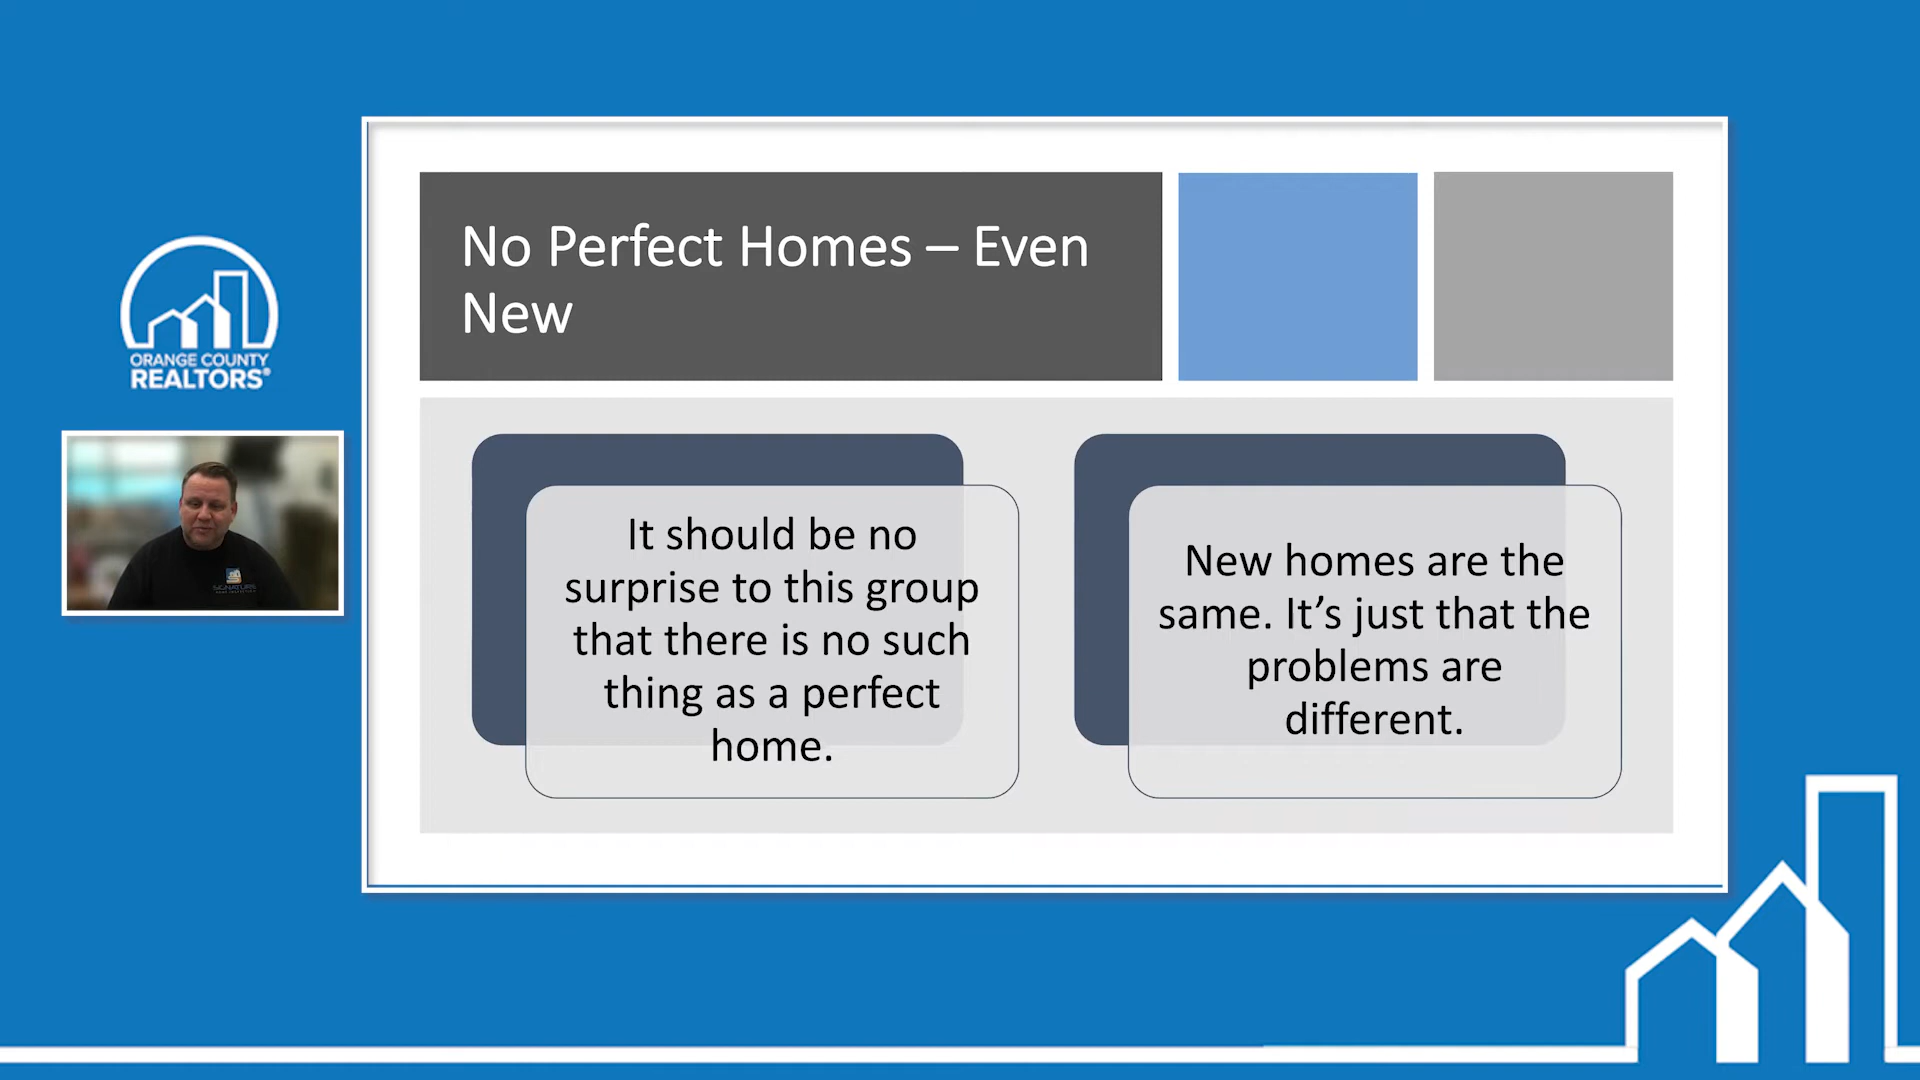 No Perfect Homes – Even
New
ORANGE COUNTY
REALTORS®
SIGNATURE
It should be no
surprise to this group
that there is no such
thing as a perfect
home.
New homes are the
same. It’s just that the
problems are
different.